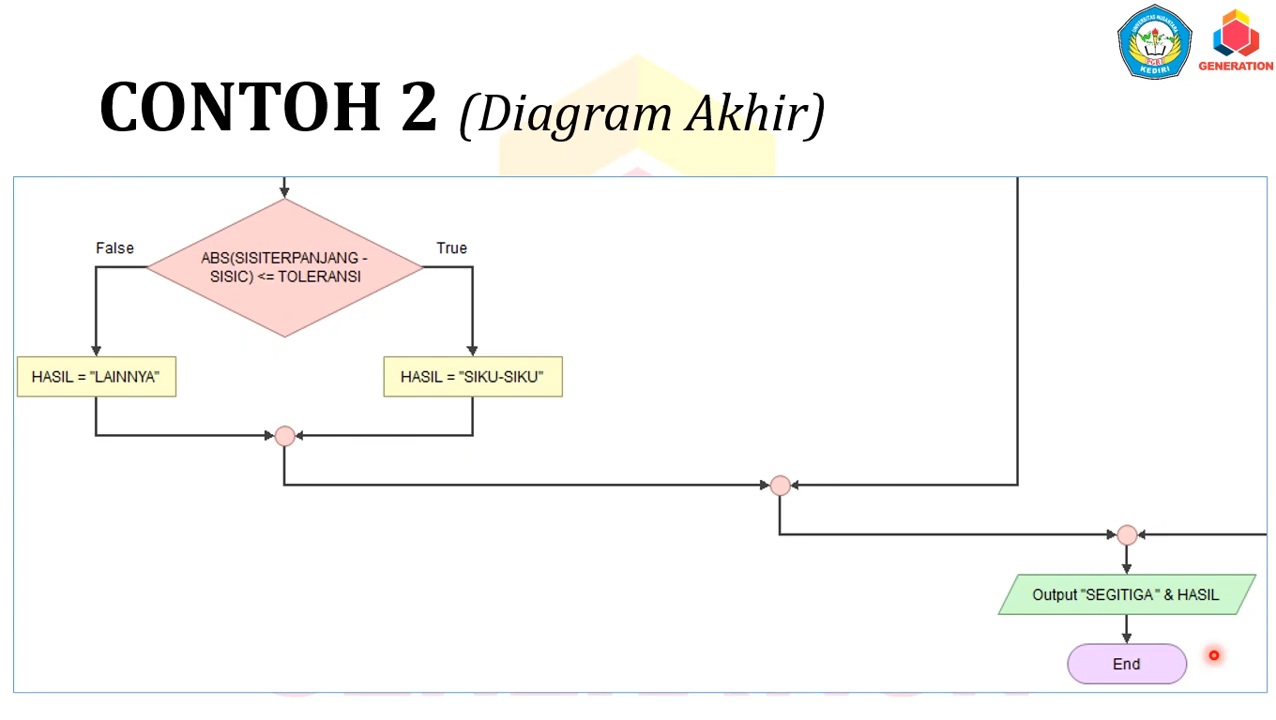 GENERATION
CONTOH 2 (Diagram Akhir)
False
True
ABS(SISITERPANJANG -
SISIC) <= TOLERANSI
HASIL = "LAINNYA"
HASIL = "SIKU-SIKU"
Output "SEGITIGA " & HASIL
End